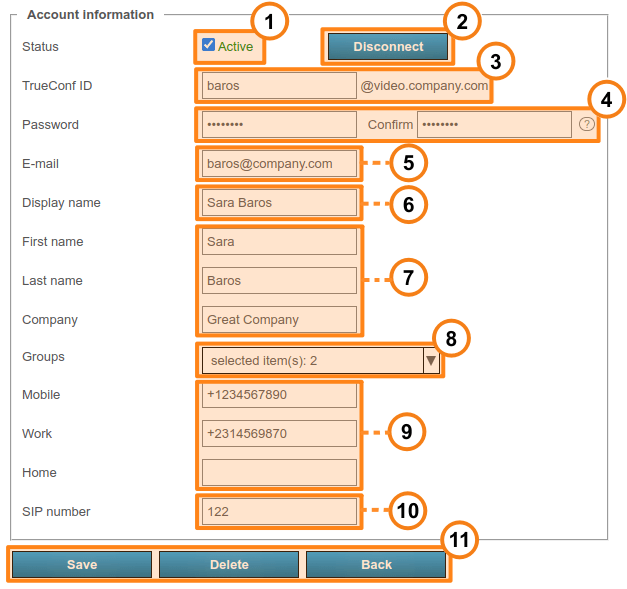 Account information
1
2
Status Active Disconnect
3
TrueConf ID baros @video.company.com
4
Password •••••••• Confirm •••••••• ?
E-mail baros@company.com 5
Display name Sara Baros 6
First name Sara
Last name Baros 7
Company Great Company
8
Groups selected item(s): 2 ▼
Mobile +1234567890
Work +2314569870 9
Home
SIP number 122 10
11
Save Delete Back